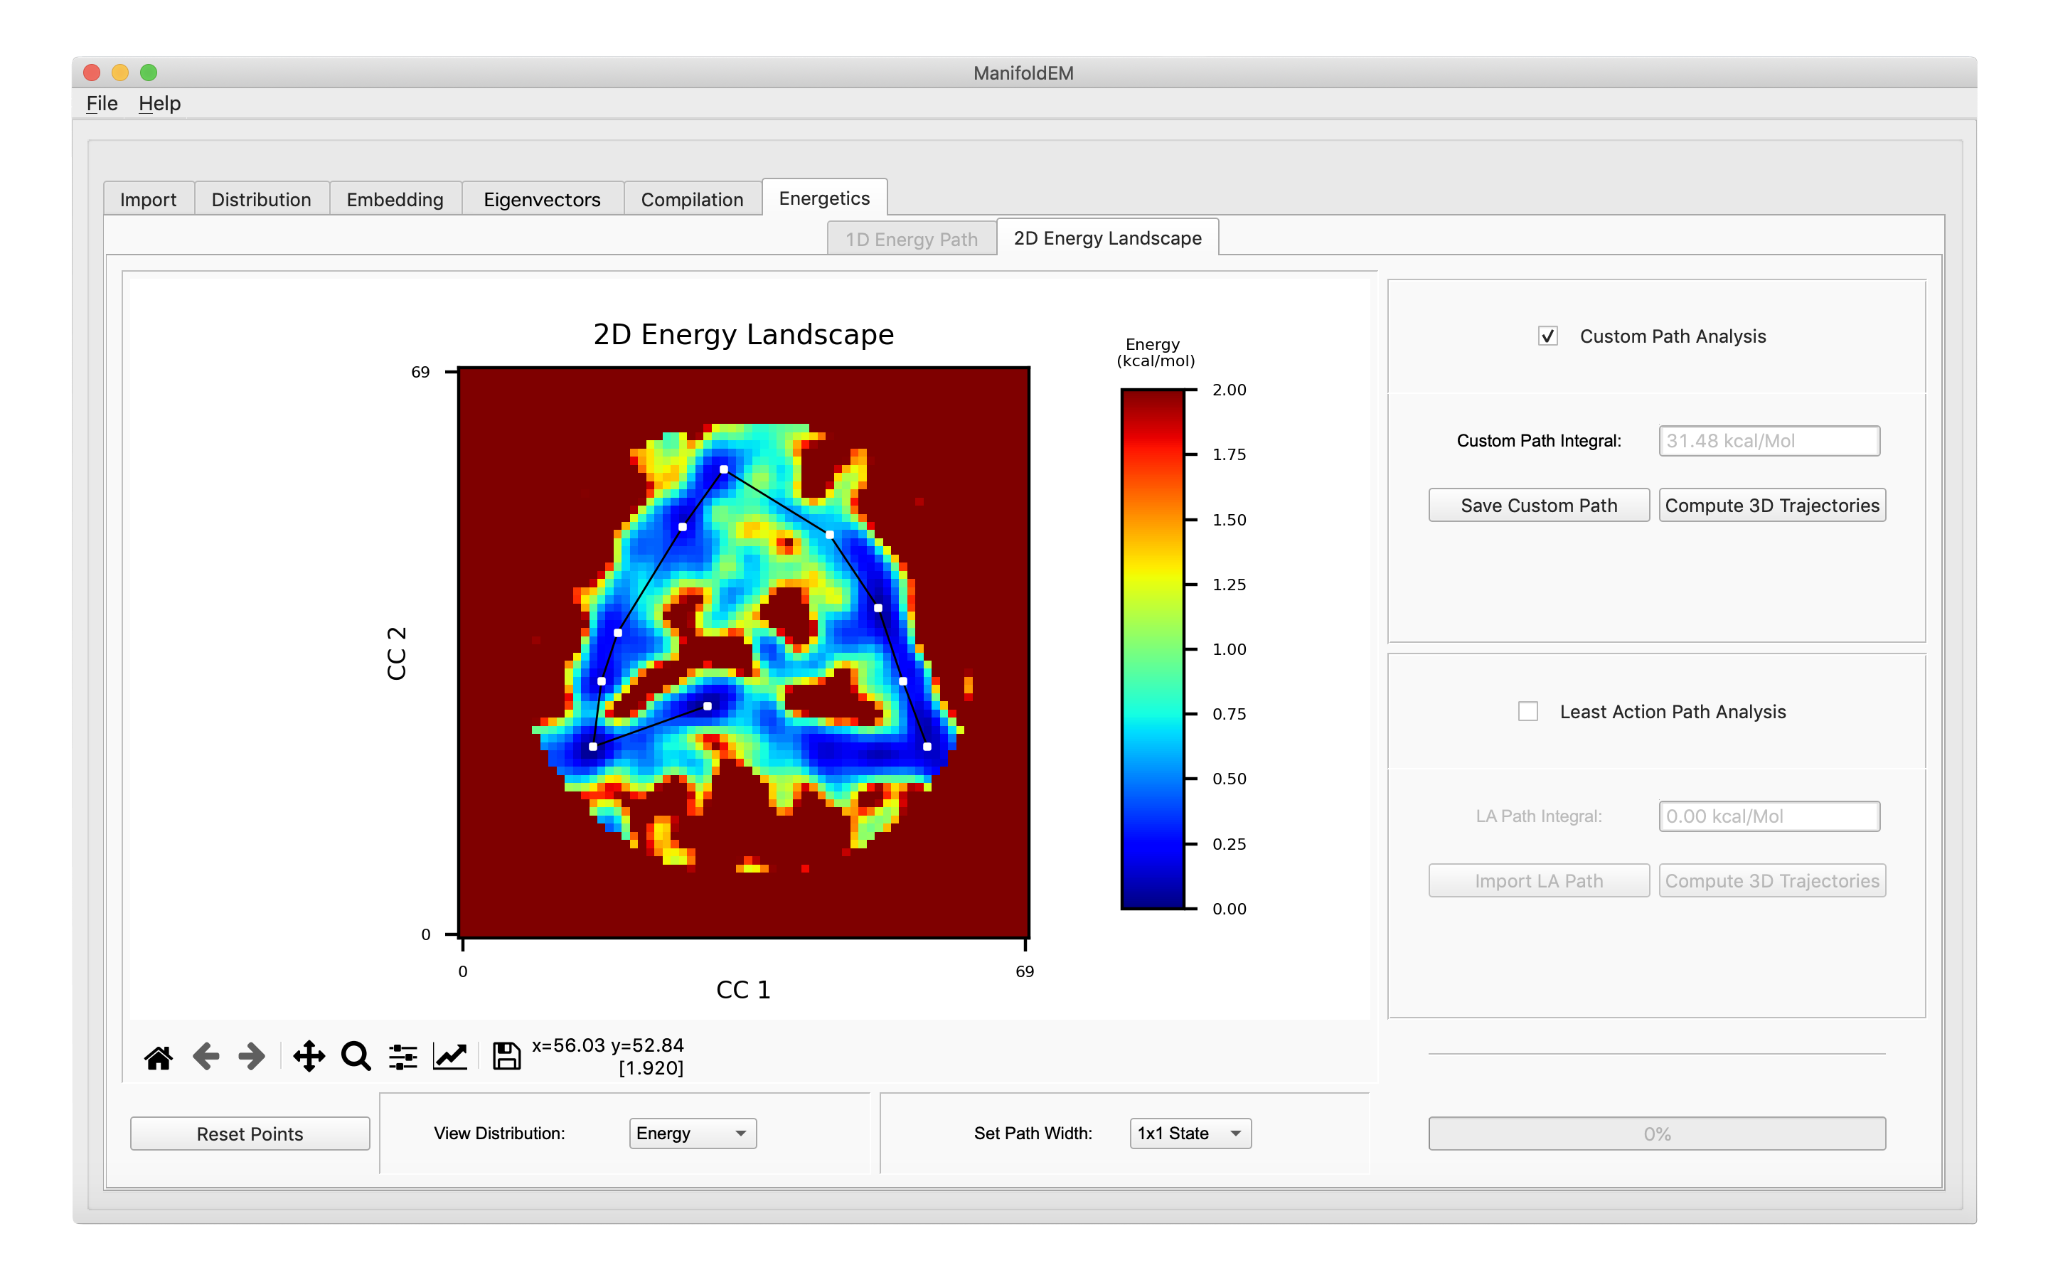 ManifoldEM
File Help
Import Distribution Embedding Eigenvectors Compilation Energetics
1D Energy Path 2D Energy Landscape
2D Energy Landscape
Energy
(kcal/mol)
69
2.00
1.75
1.50
1.25
1.00
0.75
0.50
0.25
0.00
CC 2
0
0 69
CC 1
Custom Path Analysis
Custom Path Integral: 31.48 kcal/Mol
Save Custom Path Compute 3D Trajectories
Least Action Path Analysis
LA Path Integral: 0.00 kcal/Mol
Import LA Path Compute 3D Trajectories
x=56.03 y=52.84
[1.920]
Reset Points View Distribution: Energy Set Path Width: 1x1 State 0%